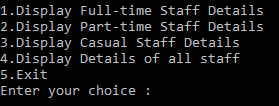 1.Display Full-time Staff Details
2.Display Part-time Staff Details
3.Display Casual Staff Details
4.Display Details of all staff
5.Exit
Enter your choice :